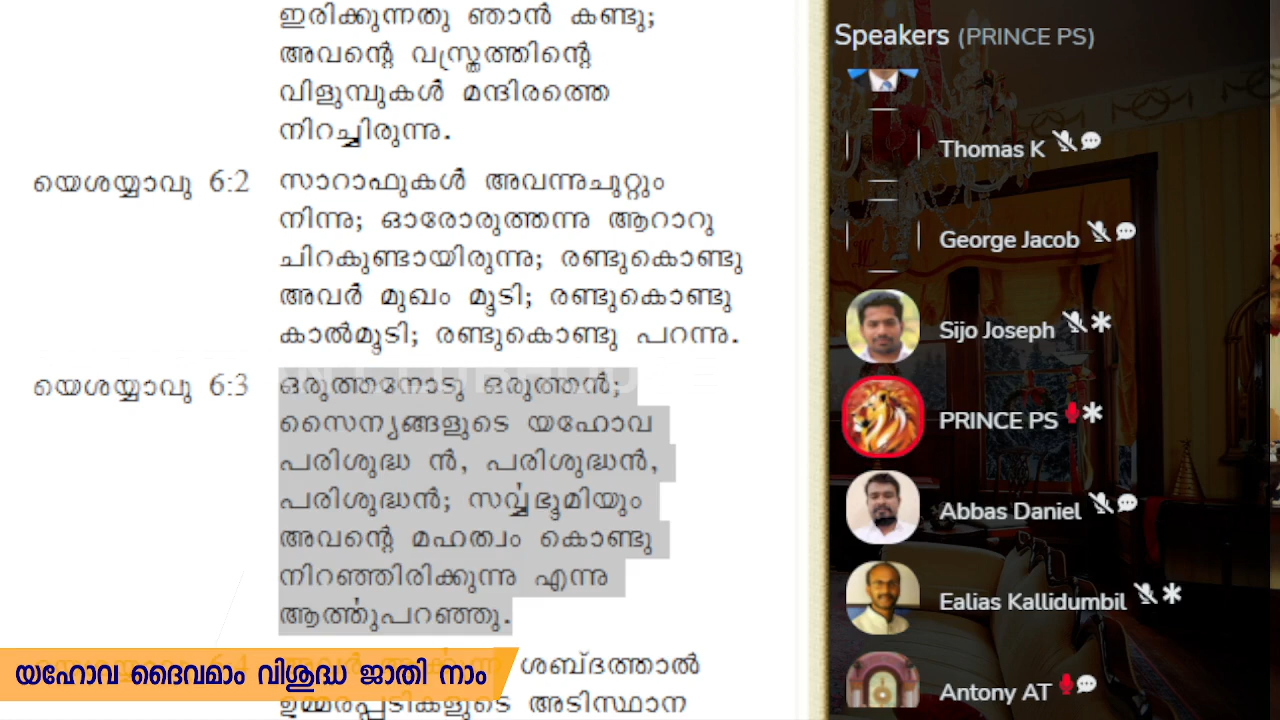 ഇരിക്കുന്നതു ഞാൻ കണ്ടു;
അവന്റെ വസ്ത്രത്തിന്റെ
വിളുമ്പുകൾ മന്ദിരത്തെ
നിറച്ചിരുന്നു.
യെശയ്യാവു 6:2 സാറാഫുകൾ അവന്നുചുറ്റും
നിന്നു; ഓരോരുത്തന്നു ആറാറു
ചിറകുണ്ടായിരുന്നു; രണ്ടുകൊണ്ടു
അവർ മുഖം മൂടി; രണ്ടുകൊണ്ടു
കാൽമൂടി; രണ്ടുകൊണ്ടു പറന്നു.
യെശയ്യാവു 6:3 ഒരുത്തനോടു ഒരുത്തൻ;
സൈന്യങ്ങളുടെ യഹോവ
പരിശുദ്ധ ൻ, പരിശുദ്ധൻ,
പരിശുദ്ധൻ; സർവ്വഭൂമിയും
അവന്റെ മഹത്വം കൊണ്ടു
നിറഞ്ഞിരിക്കുന്നു എന്നു
ആർത്തുപറഞ്ഞു.
ശബ്ദത്താൽ
ഉമ്മരപ്പടികളുടെ അടിസ്ഥാന
യഹോവ ദൈവമാം വിശുദ്ധ ജാതി നാം
Speakers (PRINCE PS)
Thomas K
George Jacob
Sijo Joseph
PRINCE PS
Abbas Daniel
Ealias Kallidumbil
Antony AT